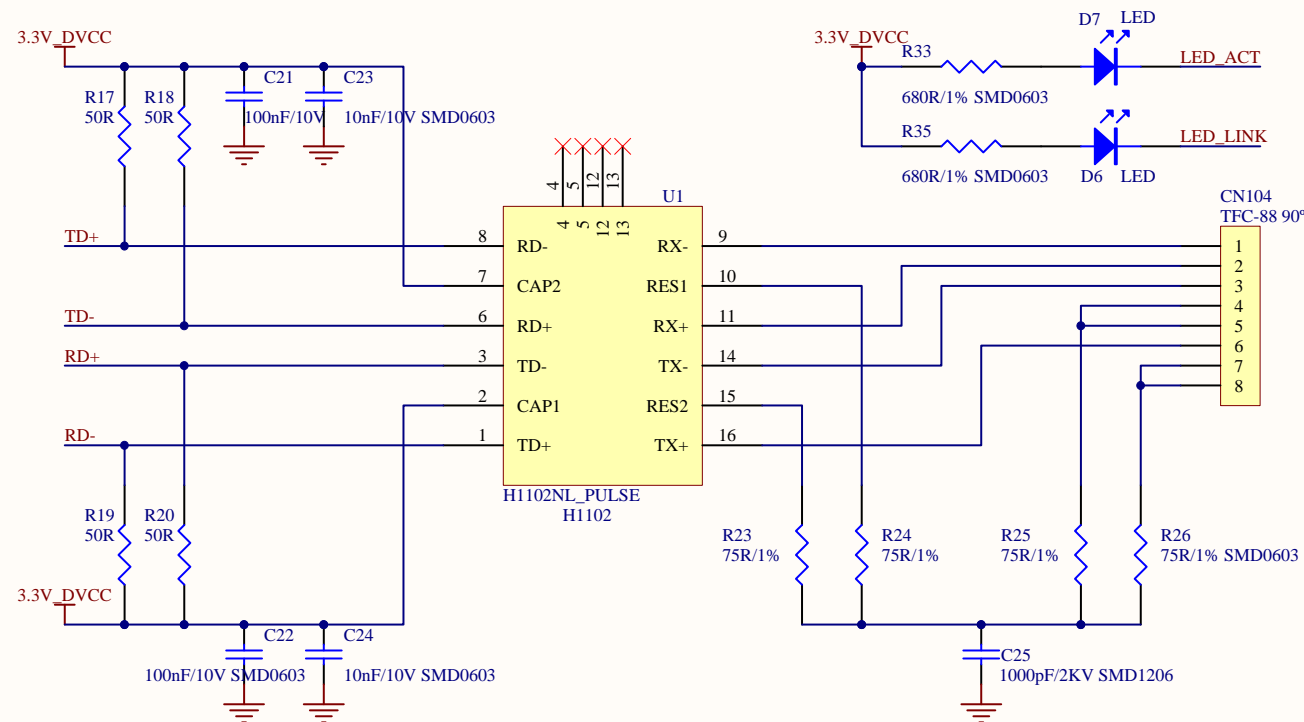 3.3V_DVCC
C21
C23
R17
50R
R18
50R
100nF/10V
10nF/10V SMD0603
TD+
TD-
RD+
RD-
R19
50R
R20
50R
3.3V_DVCC
C22
C24
100nF/10V SMD0603
10nF/10V SMD0603
4
5
12
13
4
5
12
13
U1
8
RD-
RX-
9
7
CAP2
RES1
10
6
RD+
RX+
11
3
TD-
TX-
14
2
CAP1
RES2
15
1
TD+
TX+
16
H1102NL_PULSE
H1102
3.3V_DVCC
R33
680R/1% SMD0603
D7
LED
LED_ACT
R35
680R/1% SMD0603
D6
LED
LED_LINK
CN104
TFC-88 90°
1
2
3
4
5
6
7
8
R23
75R/1%
R24
75R/1%
R25
75R/1%
R26
75R/1% SMD0603
C25
1000pF/2KV SMD1206